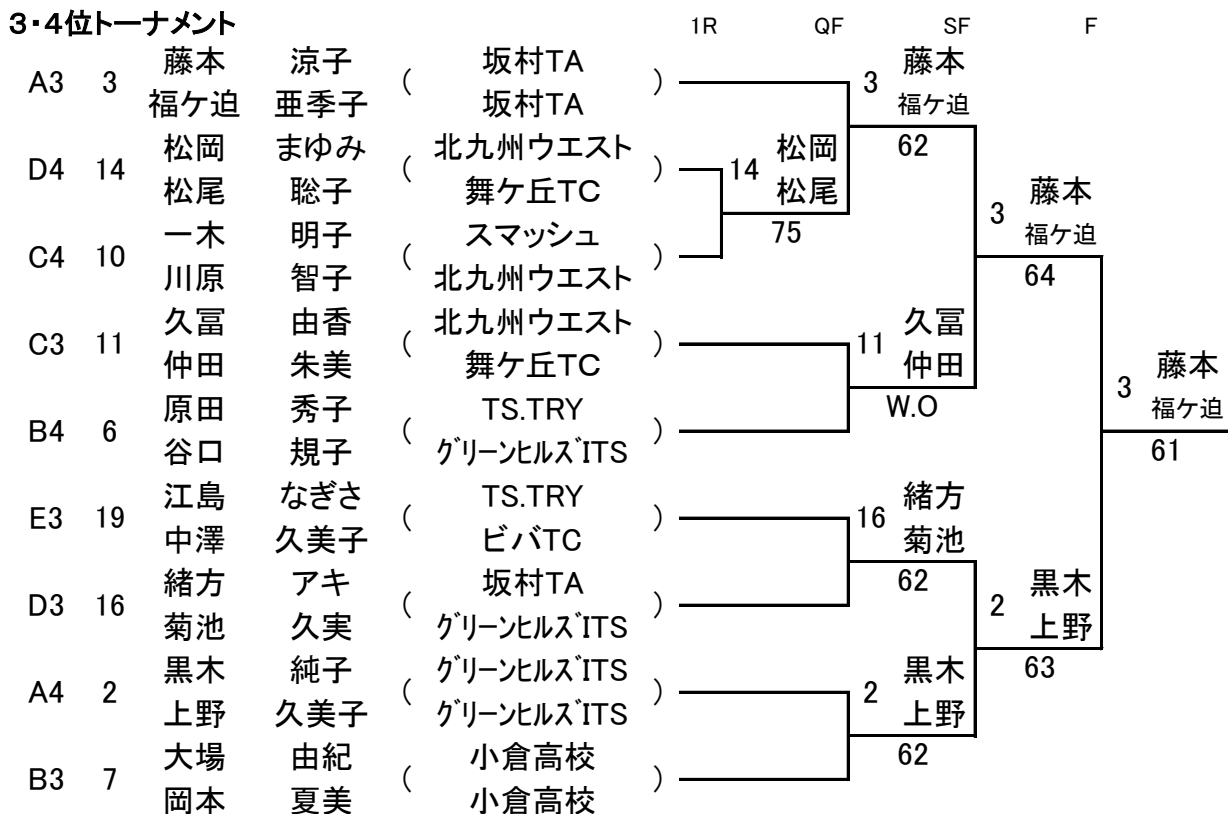 3・4位トーナメント 1R QF SF F
藤本 涼子 坂村TA 藤本
A3 3 ( ) 3
福ケ迫 亜季子 坂村TA 福ケ迫
松岡 まゆみ 北九州ウエスト 松岡 62
D4 14 ( ) 14
松尾 聡子 舞ケ丘TC 松尾 藤本
3
一木 明子 スマッシュ 75 福ケ迫
C4 10 ( )
川原 智子 北九州ウエスト 64
久冨 由香 北九州ウエスト 久冨
C3 11 ( ) 11
仲田 朱美 舞ケ丘TC 仲田 藤本
3
原田 秀子 TS.TRY W.O 福ケ迫
B4 6 ( )
谷口 規子 グリーンヒルズITS 61
江島 なぎさ TS.TRY 緒方
E3 19 ( ) 16
中澤 久美子 ビバTC 菊池
緒方 アキ 坂村TA 62 黒木
D3 16 ( ) 2
菊池 久実 グリーンヒルズITS 上野
黒木 純子 グリーンヒルズITS 黒木 63
A4 2 ( ) 2
上野 久美子 グリーンヒルズITS 上野
大場 由紀 小倉高校 62
B3 7 ( )
岡本 夏美 小倉高校